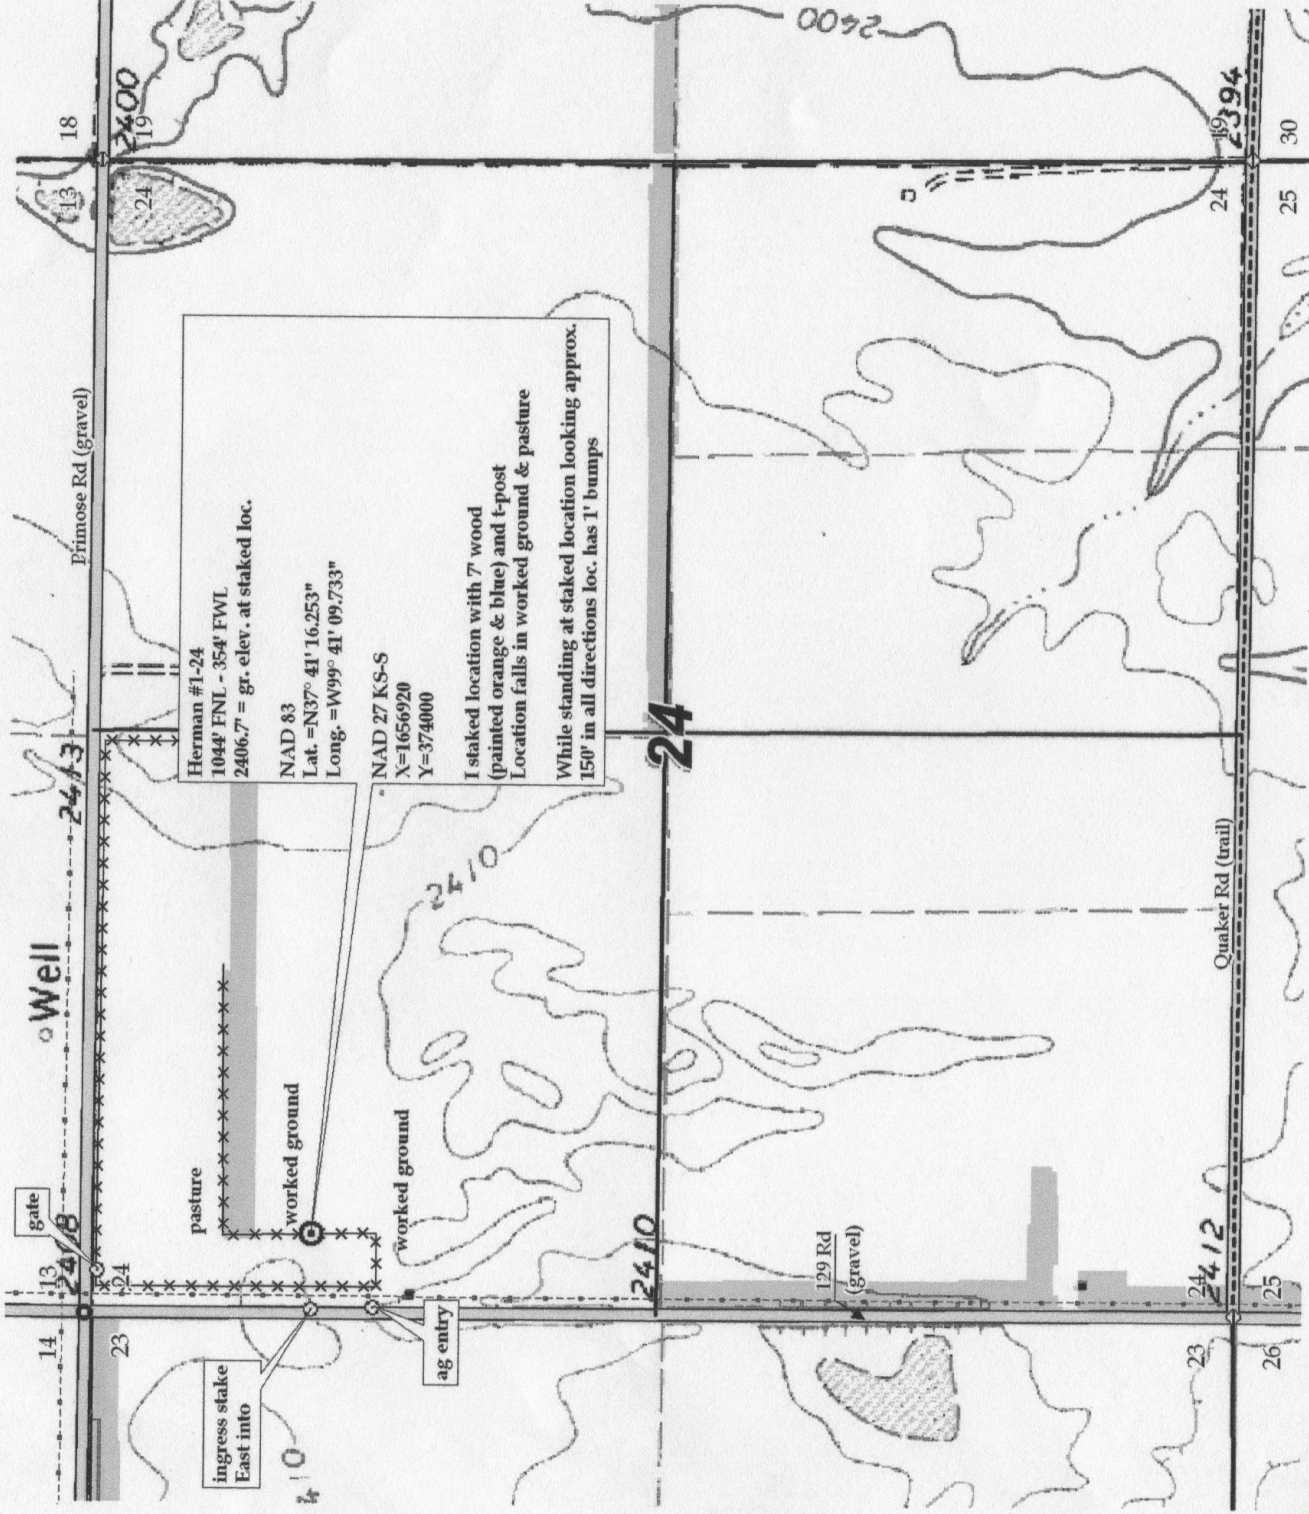 Herman #1-24
1044' FNL - 354' FWL
2406.7' = gr. elev. at staked loc.
NAD 83
Lat. =N37° 41' 16.253"
Long. =W99° 41' 09.733"
NAD 27 KS-S
X=1656920
Y=374000
I staked location with 7' wood
(painted orange & blue) and t-post
Location falls in worked ground & pasture
While standing at staked location looking approx.
150' in all directions loc. has 1' bumps
ingress stake
East into
gate
ag entry
pasture
worked ground
worked ground
Well
Primose Rd (gravel)
Quaker Rd (trail)
129 Rd
(gravel)
14
13
23
24
2413
13
18
24
19
2400
2400
2410
2410
24
2412
2394
23
24
26
25
24
19
25
30